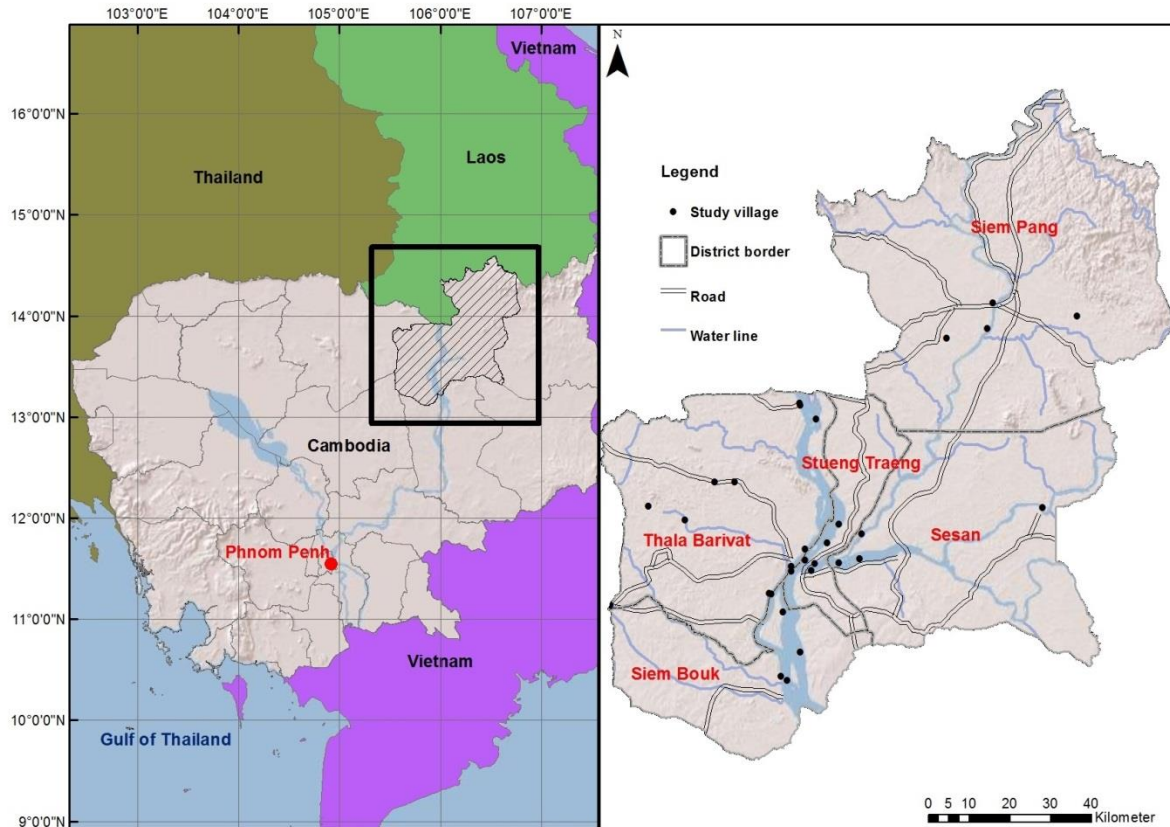 103°0'0"E 104°0'0"E 105°0'0"E 106°0'0"E 107°0'0"E
Vietnam
16°0'0"N
Laos
Thailand
15°0'0"N
14°0'0"N
13°0'0"N
Cambodia
12°0'0"N
Phnom Penh
11°0'0"N
Vietnam
10°0'0"N
Gulf of Thailand
9°0'0"N
N
Legend
Study village
District border
Road
Water line
Siem Pang
Stueng Traeng
Thala Barivat
Sesan
Siem Bouk
0 5 10 20 30 40
Kilometer